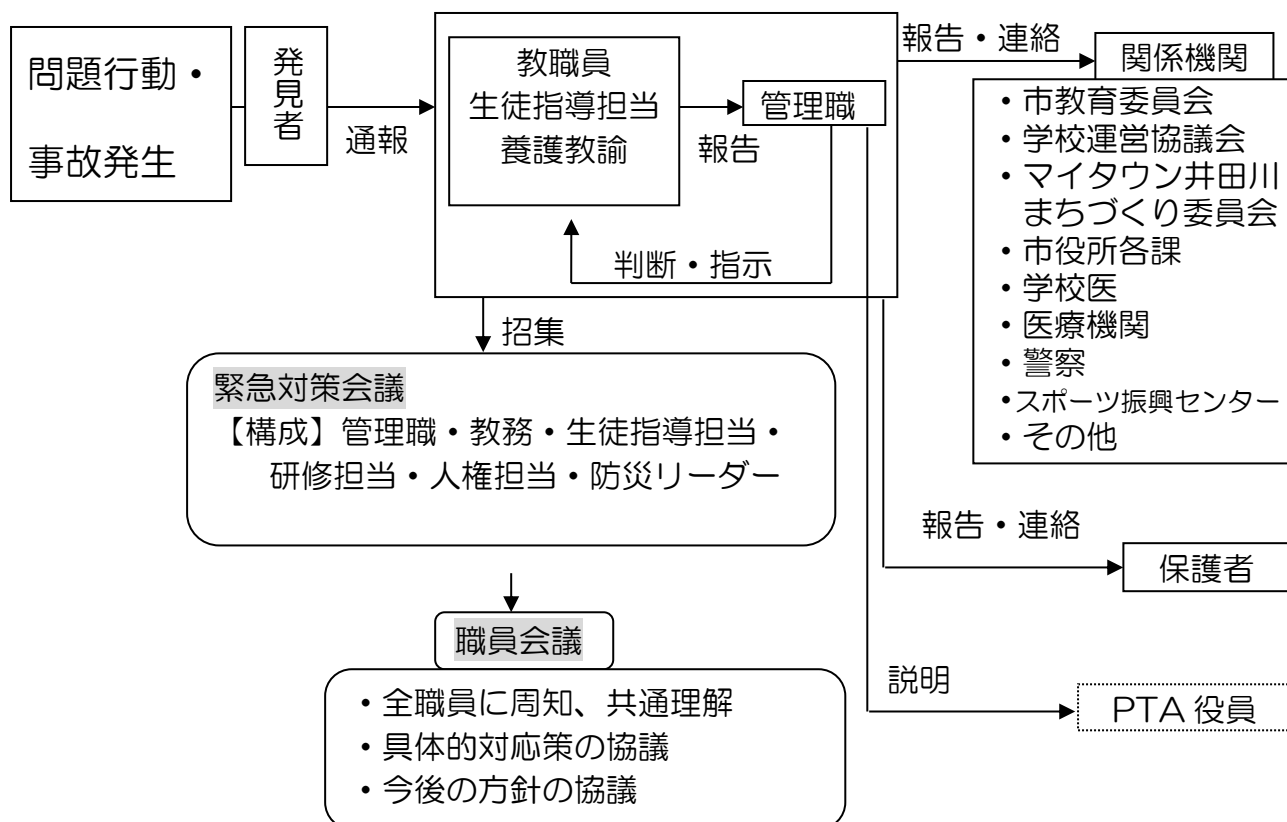 問題行動・
事故発生
発見者
通報
教職員
生徒指導担当
養護教諭
報告
管理職
判断・指示
報告・連絡
関係機関
・市教育委員会
・学校運営協議会
・マイタウン井田川
まちづくり委員会
・市役所各課
・学校医
・医療機関
・警察
・スポーツ振興センター
・その他
招集
緊急対策会議
【構成】管理職・教務・生徒指導担当・
研修担当・人権担当・防災リーダー
報告・連絡
保護者
職員会議
・全職員に周知、共通理解
・具体的対応策の協議
・今後の方針の協議
説明
PTA 役員